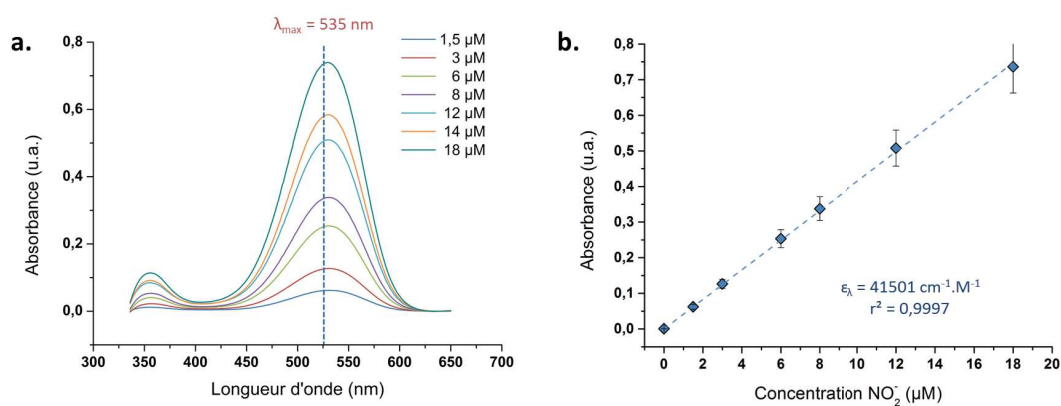 a.
λmax = 535 nm
Absorbance (u.a.)
0,8
0,6
0,4
0,2
0,0
300 350 400 450 500 550 600 650 700
Longueur d'onde (nm)
1,5 µM
3 µM
6 µM
8 µM
12 µM
14 µM
18 µM
b.
Absorbance (u.a.)
0,8
0,7
0,6
0,5
0,4
0,3
0,2
0,1
0,0
0 2 4 6 8 10 12 14 16 18 20
Concentration NO₂⁻ (µM)
ελ = 41501 cm⁻¹.M⁻¹
r² = 0,9997